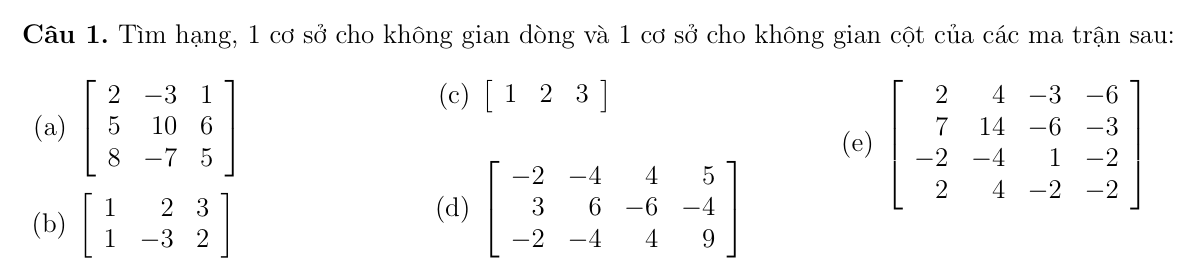 Câu 1. Tìm hạng, 1 cơ sở cho không gian dòng và 1 cơ sở cho không gian cột của các ma trận sau:
(a) [ 2 −3 1
5 10 6
8 −7 5 ]
(b) [ 1 2 3
1 −3 2 ]
(c) [ 1 2 3 ]
(d) [ −2 −4 4 5
3 6 −6 −4
−2 −4 4 9 ]
(e) [ 2 4 −3 −6
7 14 −6 −3
−2 −4 1 −2
2 4 −2 −2 ]